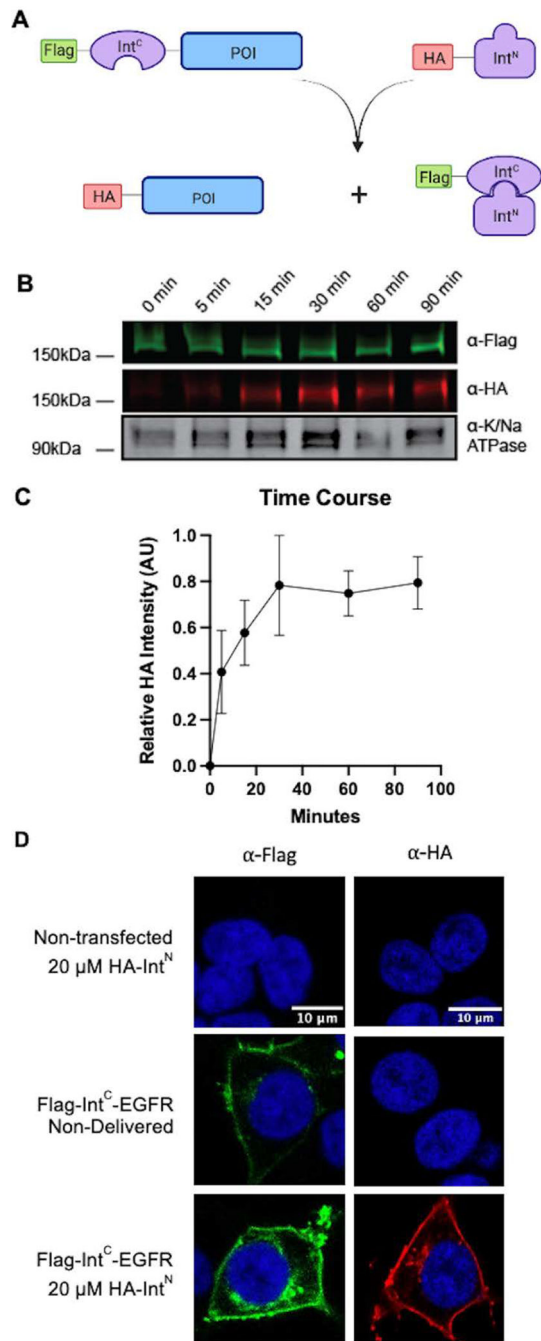 A
Flag Int^C POI HA Int^N
HA POI + Flag Int^C
Int^N
B
0 min 5 min 15 min 30 min 60 min 90 min
150kDa α-Flag
150kDa α-HA
90kDa α-K/Na
ATPase
C
Time Course
Relative HA Intensity (AU)
1.0
0.8
0.6
0.4
0.2
0.0
0 20 40 60 80 100
Minutes
D
α-Flag α-HA
Non-transfected
20 μM HA-Int^N
10 μm 10 μm
Flag-Int^C-EGFR
Non-Delivered
Flag-Int^C-EGFR
20 μM HA-Int^N